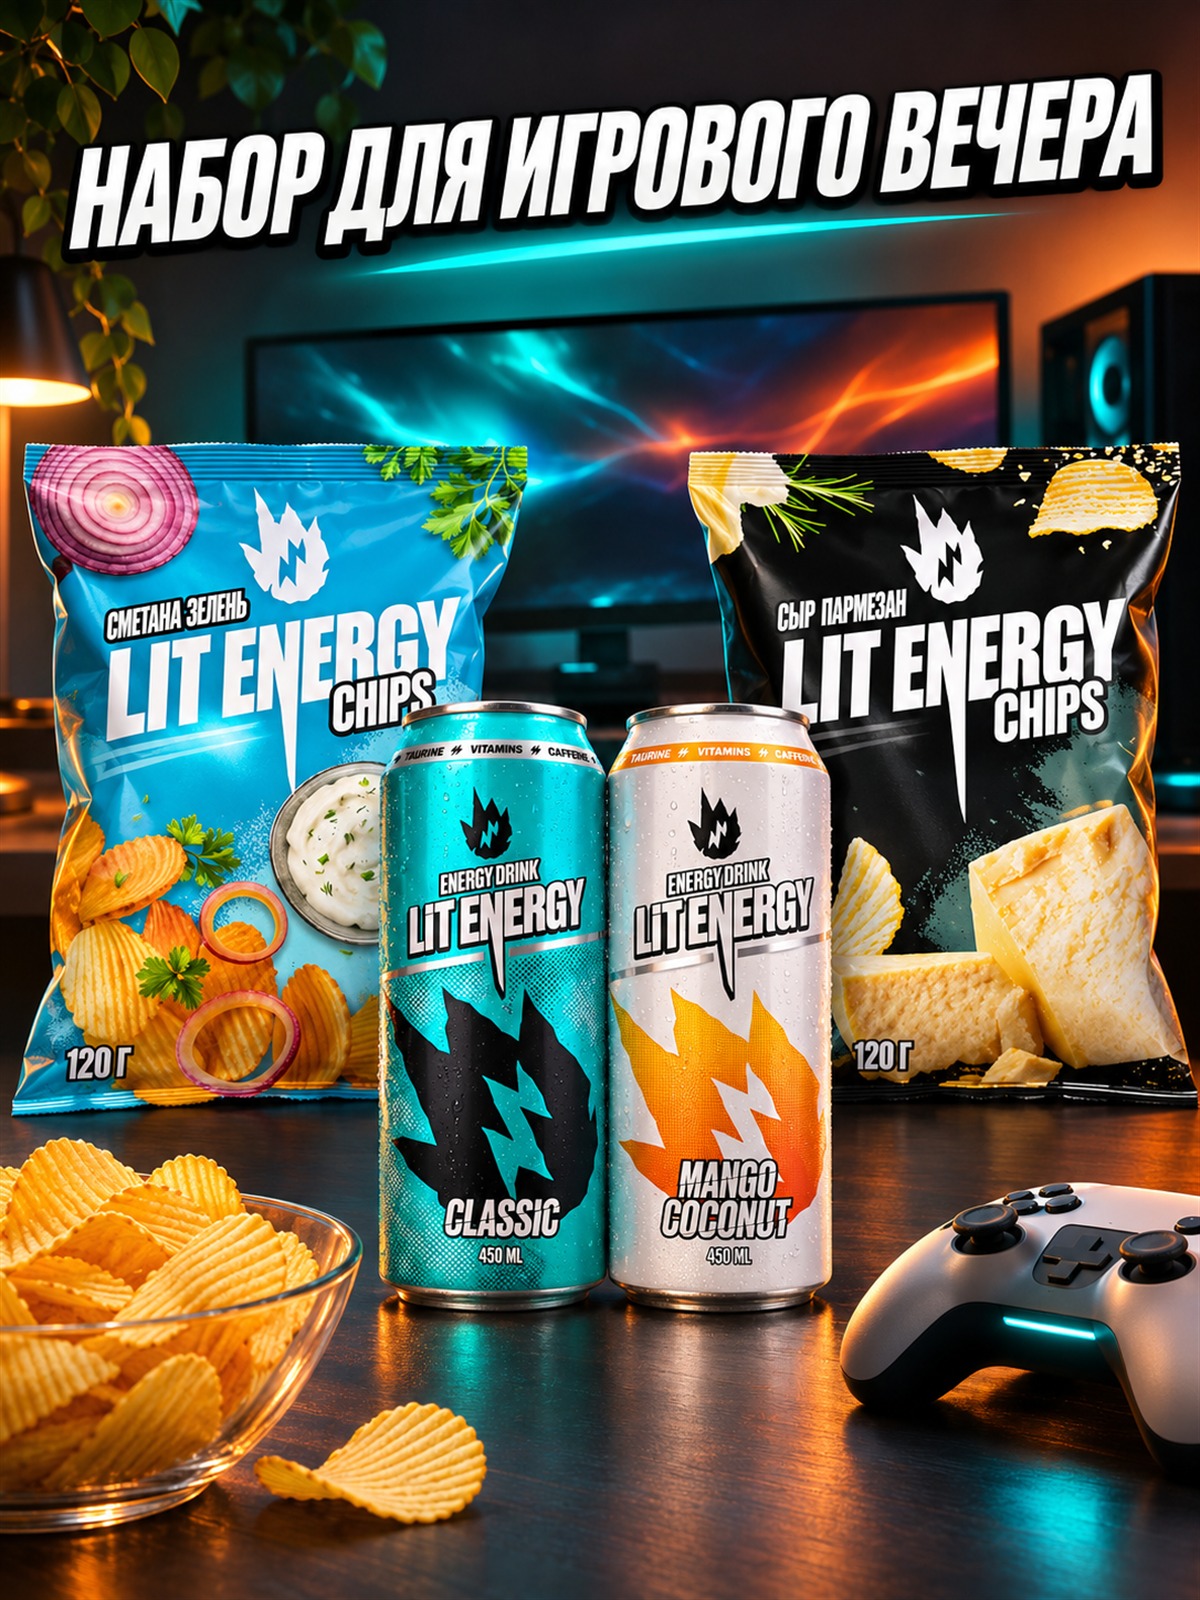 НАБОР ДЛЯ ИГРОВОГО ВЕЧЕРА
СМЕТАНА ЗЕЛЕНЬ
LIT ENERGY
CHIPS
120 Г
СЫР ПАРМЕЗАН
LIT ENERGY
CHIPS
120 Г
TAURINE VITAMINS CAFFEINE
ENERGY DRINK
LIT ENERGY
CLASSIC
450 ML
TAURINE VITAMINS CAFFEINE
ENERGY DRINK
LIT ENERGY
MANGO
COCONUT
450 ML